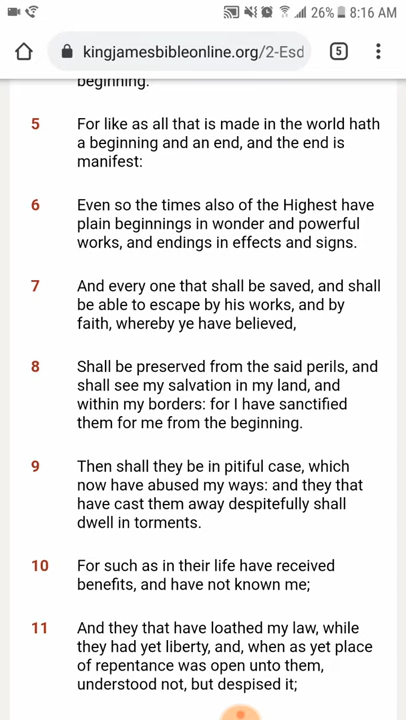 26% 8:16 AM
kingjamesbibleonline.org/2-Esd 5
beginning.
5 For like as all that is made in the world hath
a beginning and an end, and the end is
manifest:
6 Even so the times also of the Highest have
plain beginnings in wonder and powerful
works, and endings in effects and signs.
7 And every one that shall be saved, and shall
be able to escape by his works, and by
faith, whereby ye have believed,
8 Shall be preserved from the said perils, and
shall see my salvation in my land, and
within my borders: for I have sanctified
them for me from the beginning.
9 Then shall they be in pitiful case, which
now have abused my ways: and they that
have cast them away despitefully shall
dwell in torments.
10 For such as in their life have received
benefits, and have not known me;
11 And they that have loathed my law, while
they had yet liberty, and, when as yet place
of repentance was open unto them,
understood not, but despised it;